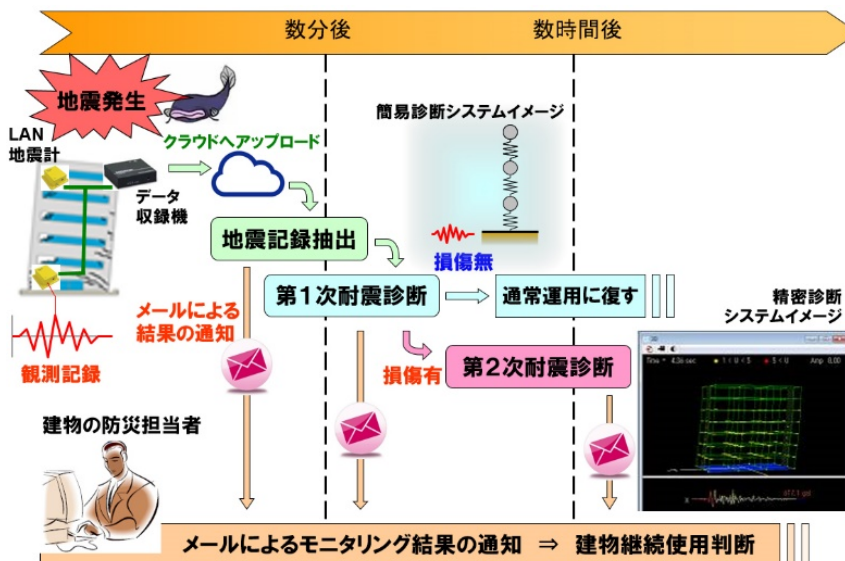 数分後
数時間後
地震発生
LAN
地震計
クラウドへアップロード
データ
収録機
簡易診断システムイメージ
地震記録抽出
損傷無
第1次耐震診断
通常運用に復す
メールによる
結果の通知
観測記録
精密診断
システムイメージ
損傷有
第2次耐震診断
建物の防災担当者
メールによるモニタリング結果の通知 ⇒ 建物継続使用判断